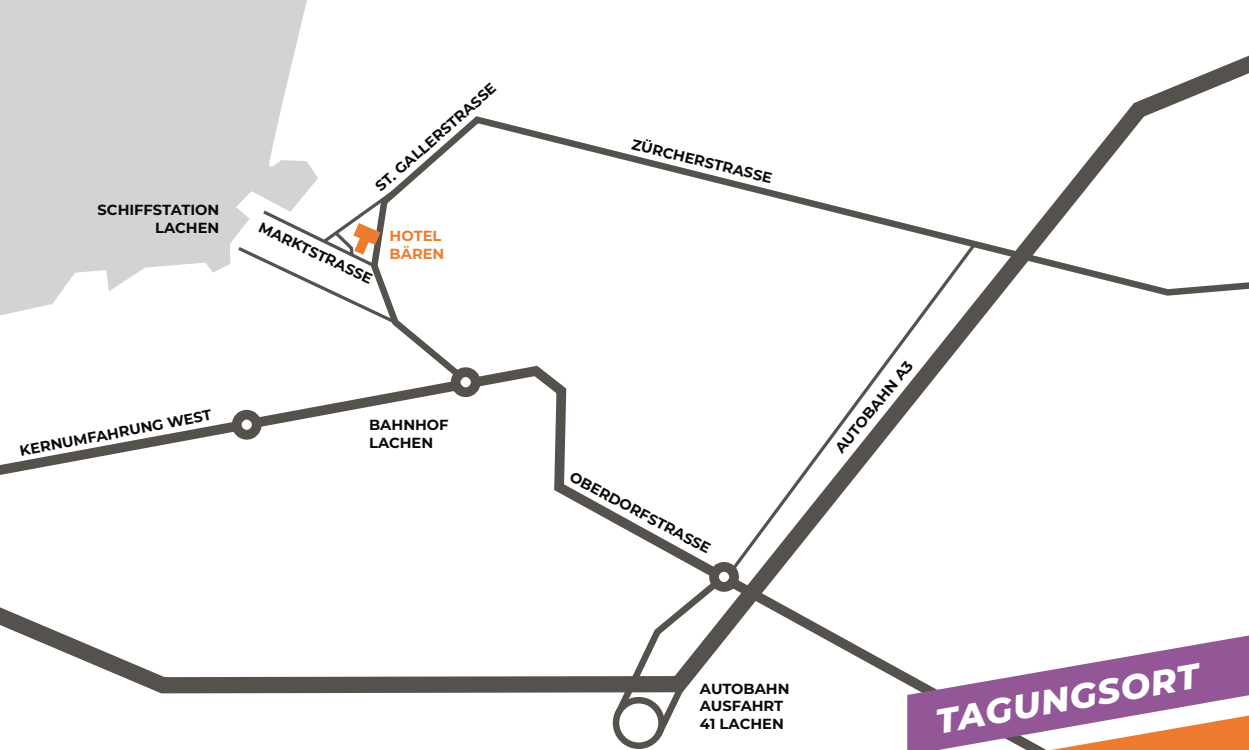 ST. GALLERSTRASSE
ZÜRCHERSTRASSE
SCHIFFSTATION
LACHEN
MARKTSTRASSE
HOTEL
BÄREN
AUTOBAHN A3
KERNUMFAHRUNG WEST
BAHNHOF
LACHEN
OBERDORFSTRASSE
AUTOBAHN
AUSFAHRT
41 LACHEN
TAGUNGSORT